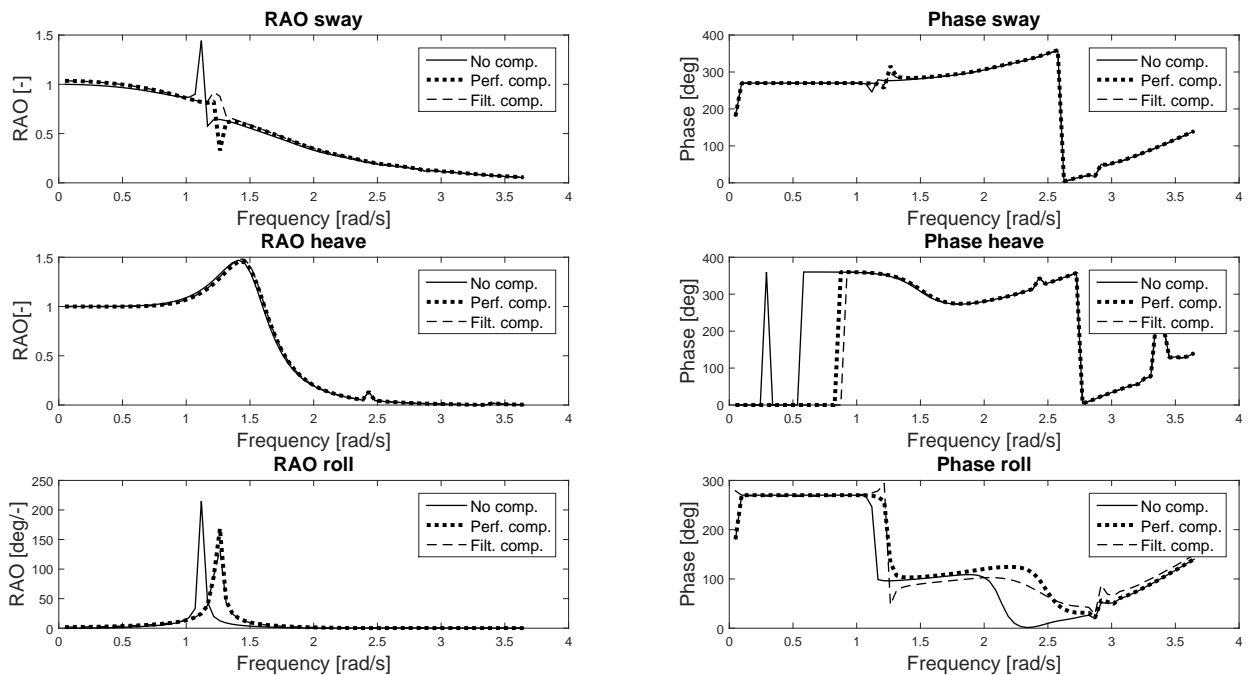 RAO sway
RAO [-]
1.5
1
0.5
0
No comp.
Perf. comp.
Filt. comp.
0 0.5 1 1.5 2 2.5 3 3.5 4
Frequency [rad/s]
Phase sway
Phase [deg]
400
300
200
100
0
No comp.
Perf. comp.
Filt. comp.
0 0.5 1 1.5 2 2.5 3 3.5 4
Frequency [rad/s]
RAO heave
RAO[-]
1.5
1
0.5
0
No comp.
Perf. comp.
Filt. comp.
0 0.5 1 1.5 2 2.5 3 3.5 4
Frequency [rad/s]
Phase heave
Phase [deg]
400
300
200
100
0
No comp.
Perf. comp.
Filt. comp.
0 0.5 1 1.5 2 2.5 3 3.5 4
Frequency [rad/s]
RAO roll
RAO [deg/-]
250
200
150
100
50
0
No comp.
Perf. comp.
Filt. comp.
0 0.5 1 1.5 2 2.5 3 3.5 4
Frequency [rad/s]
Phase roll
Phase [deg]
300
200
100
0
No comp.
Perf. comp.
Filt. comp.
0 0.5 1 1.5 2 2.5 3 3.5 4
Frequency [rad/s]